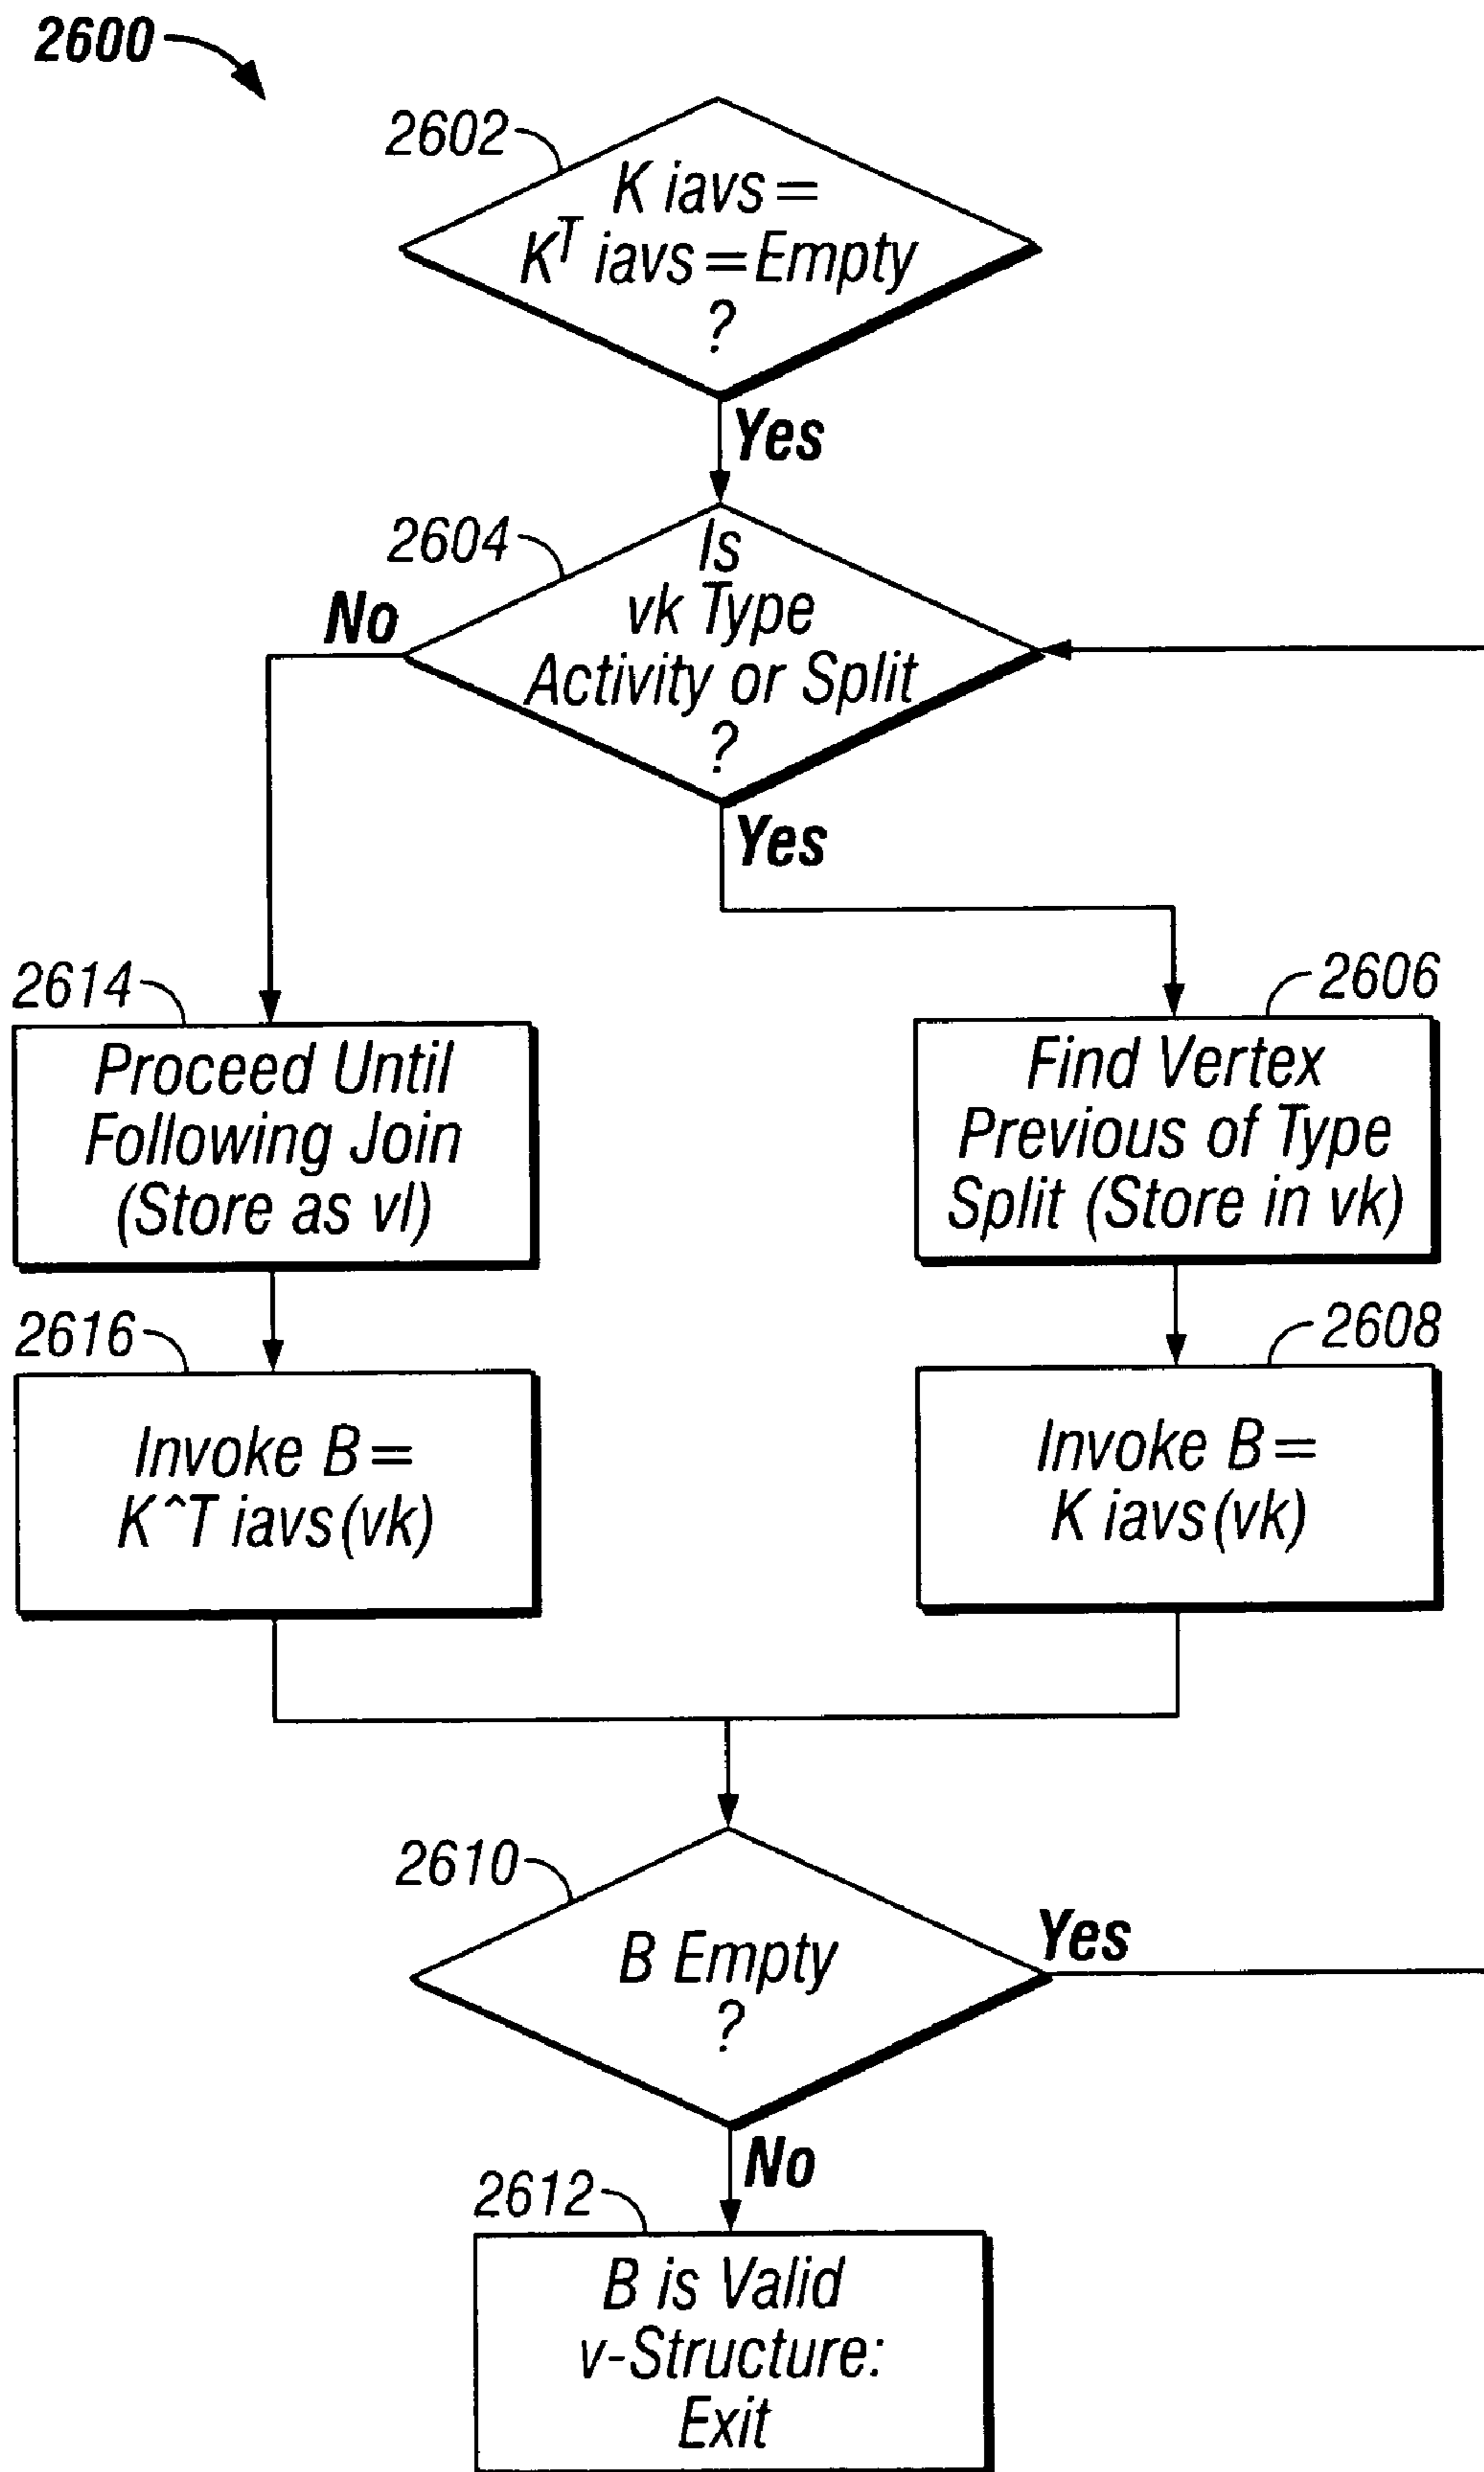 2600
2602
K iavs =
K^T iavs = Empty
?
Yes
2604
Is
vk Type
Activity or Split
?
No
Yes
2614
Proceed Until
Following Join
(Store as vl)
2606
Find Vertex
Previous of Type
Split (Store in vk)
2616
Invoke B =
K^T iavs (vk)
2608
Invoke B =
K iavs (vk)
2610
B Empty
?
Yes
No
2612
B is Valid
v-Structure:
Exit